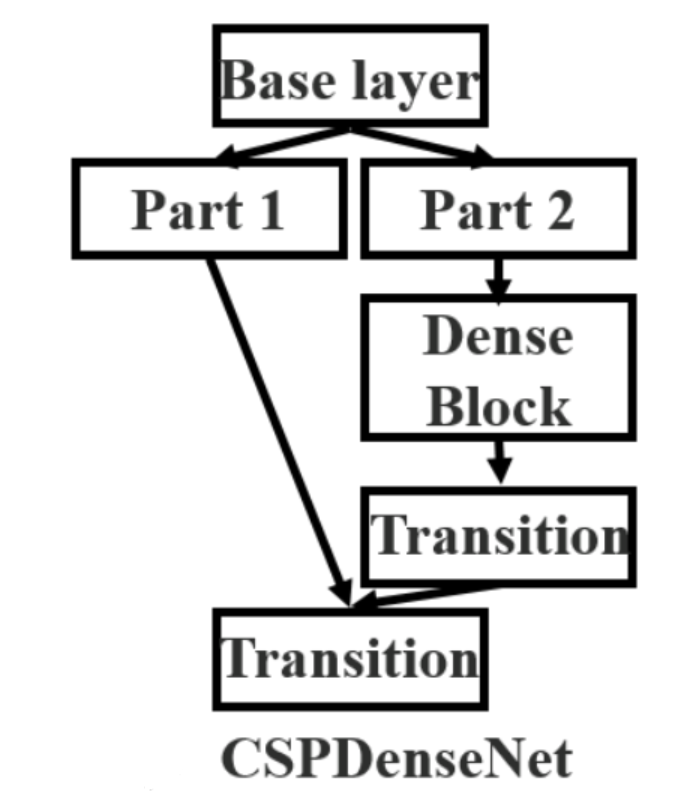 Base layer
Part 1
Part 2
Dense
Block
Transition
Transition
CSPDenseNet